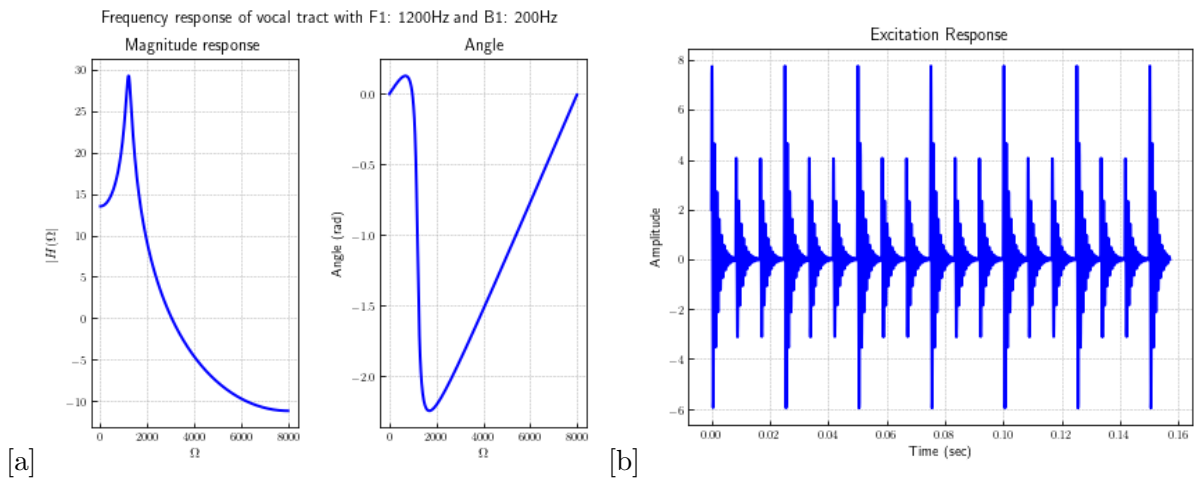 Frequency response of vocal tract with F1: 1200Hz and B1: 200Hz
Magnitude response
30
25
20
15
10
5
0
−5
−10
|H(Ω|
0 2000 4000 6000 8000
Ω
Angle
0.0
−0.5
−1.0
−1.5
−2.0
Angle (rad)
0 2000 4000 6000 8000
Ω
[a]
Excitation Response
8
6
4
2
0
−2
−4
−6
Amplitude
0.00 0.02 0.04 0.06 0.08 0.10 0.12 0.14 0.16
Time (sec)
[b]